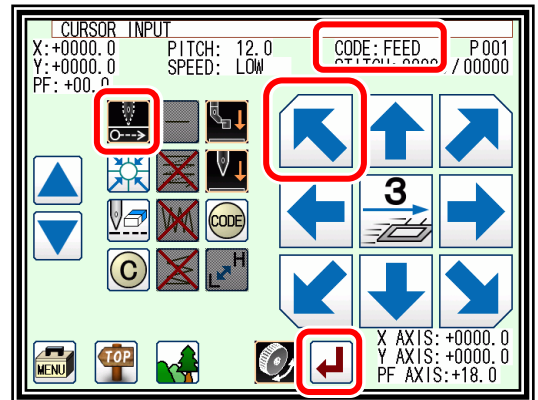 CURSOR INPUT
X:+0000.0 PITCH: 12.0 CODE:FEED P001
Y:+0000.0 SPEED: LOW /00000
PF:+00.0
3
CODE
C
L H
MENU
TOP
X AXIS:+0000.0
Y AXIS:+0000.0
PF AXIS:+18.0